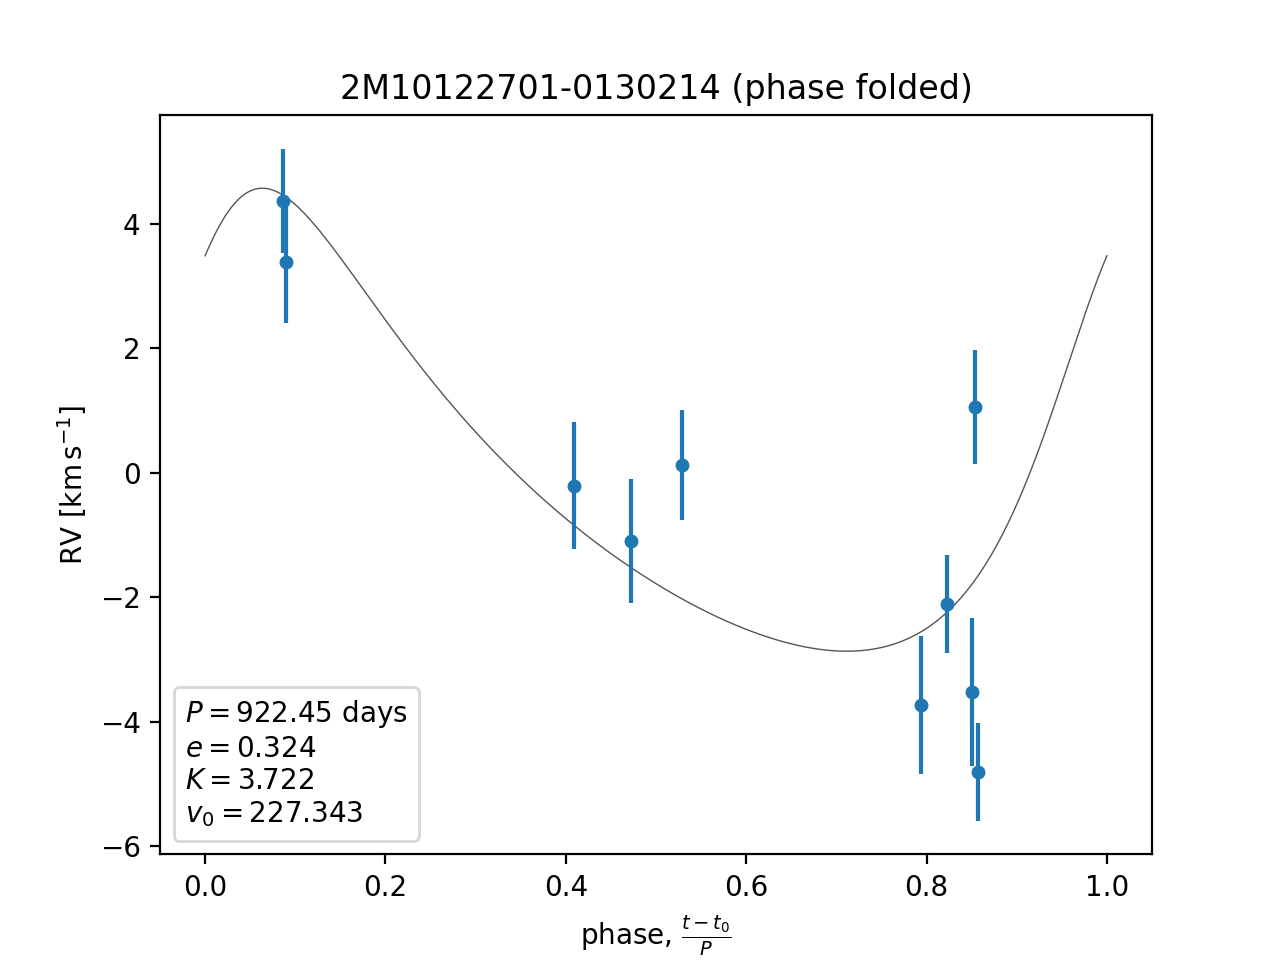 2M10122701-0130214 (phase folded)
RV [km s⁻¹]
4
2
0
−2
−4
−6
P = 922.45 days
e = 0.324
K = 3.722
v₀ = 227.343
0.0 0.2 0.4 0.6 0.8 1.0
phase, (t − t₀)/P